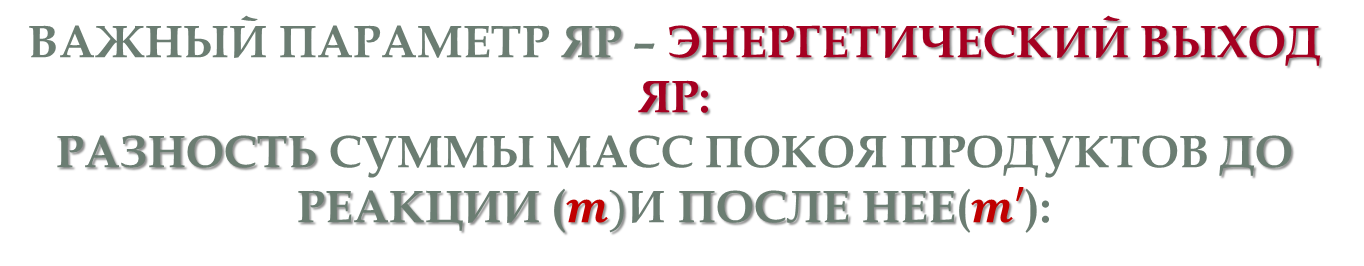 ВАЖНЫЙ ПАРАМЕТР ЯР – ЭНЕРГЕТИЧЕСКИЙ ВЫХОД
ЯР:
РАЗНОСТЬ СУММЫ МАСС ПОКОЯ ПРОДУКТОВ ДО
РЕАКЦИИ (m)И ПОСЛЕ НЕЕ(m′):